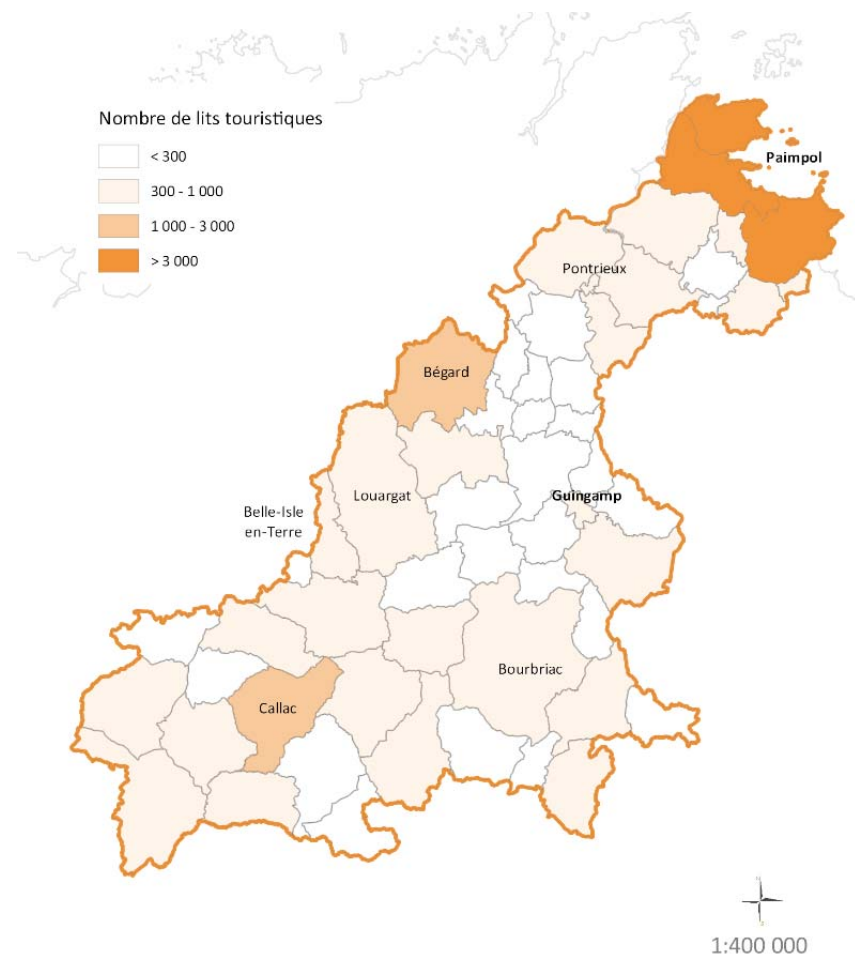 Nombre de lits touristiques
< 300
300 - 1 000
1 000 - 3 000
> 3 000
Paimpol
Pontrieux
Bégard
Louargat
Guingamp
Belle-Isle
en-Terre
Bourbriac
Callac
1:400 000